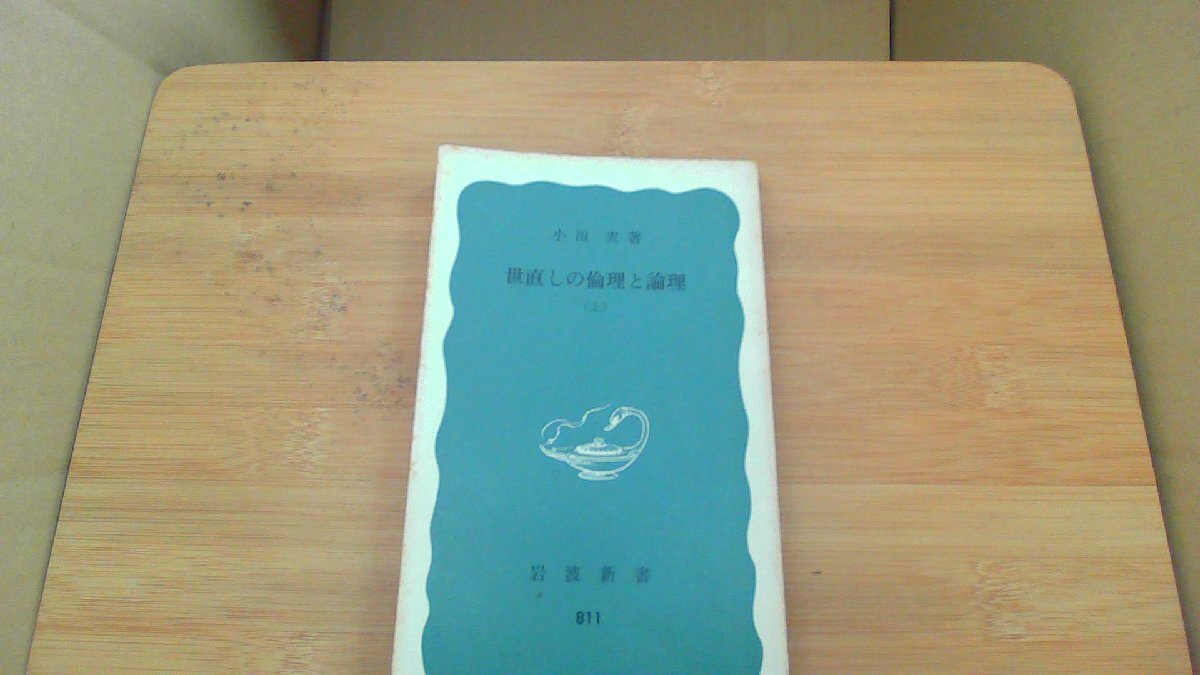 小田 実著
世直しの倫理と論理
(上)
岩波新書
811